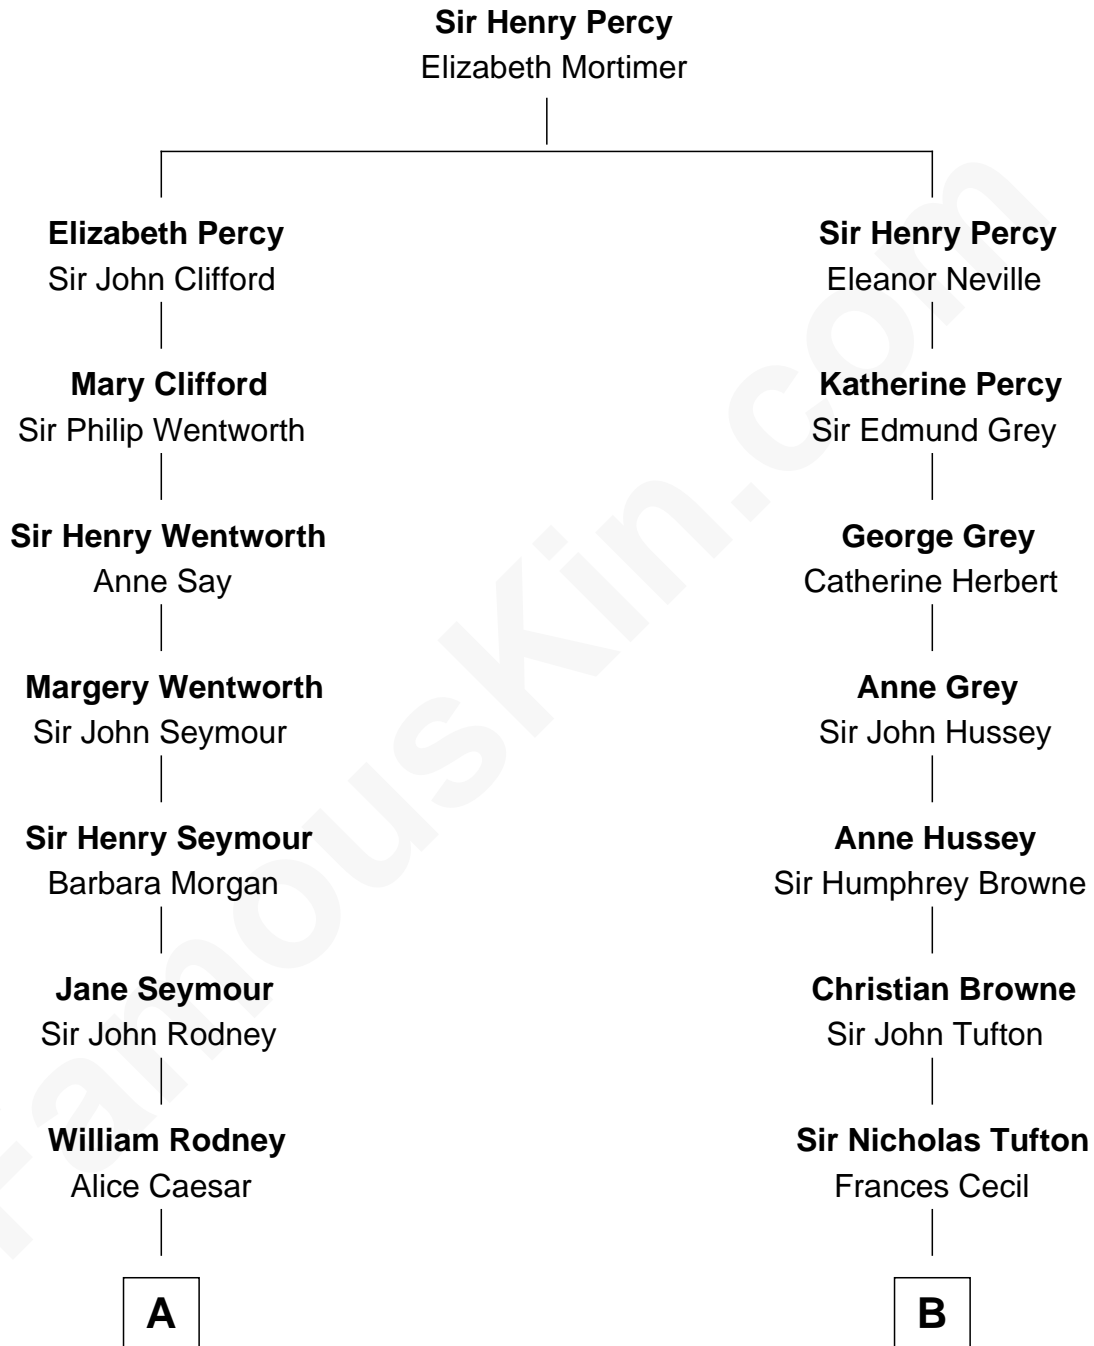 Sir Henry Percy
Elizabeth Mortimer
Elizabeth Percy
Sir John Clifford
Sir Henry Percy
Eleanor Neville
Mary Clifford
Sir Philip Wentworth
Katherine Percy
Sir Edmund Grey
Sir Henry Wentworth
Anne Say
George Grey
Catherine Herbert
Margery Wentworth
Sir John Seymour
Anne Grey
Sir John Hussey
Sir Henry Seymour
Barbara Morgan
Anne Hussey
Sir Humphrey Browne
Jane Seymour
Sir John Rodney
Christian Browne
Sir John Tufton
William Rodney
Alice Caesar
Sir Nicholas Tufton
Frances Cecil
A
B
FamousKin.com